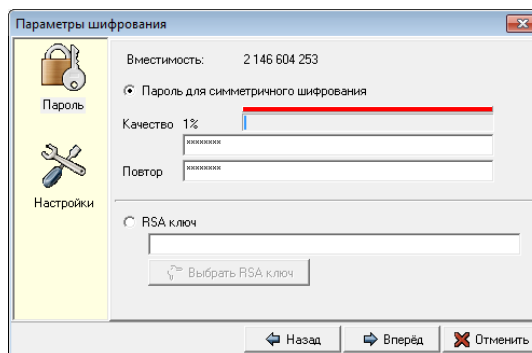 Параметры шифрования
Пароль
Настройки
Вместимость: 2 146 604 253
Пароль для симметричного шифрования
Качество 1%
********
Повтор ********
RSA ключ
Выбрать RSA ключ
Назад Вперёд Отменить